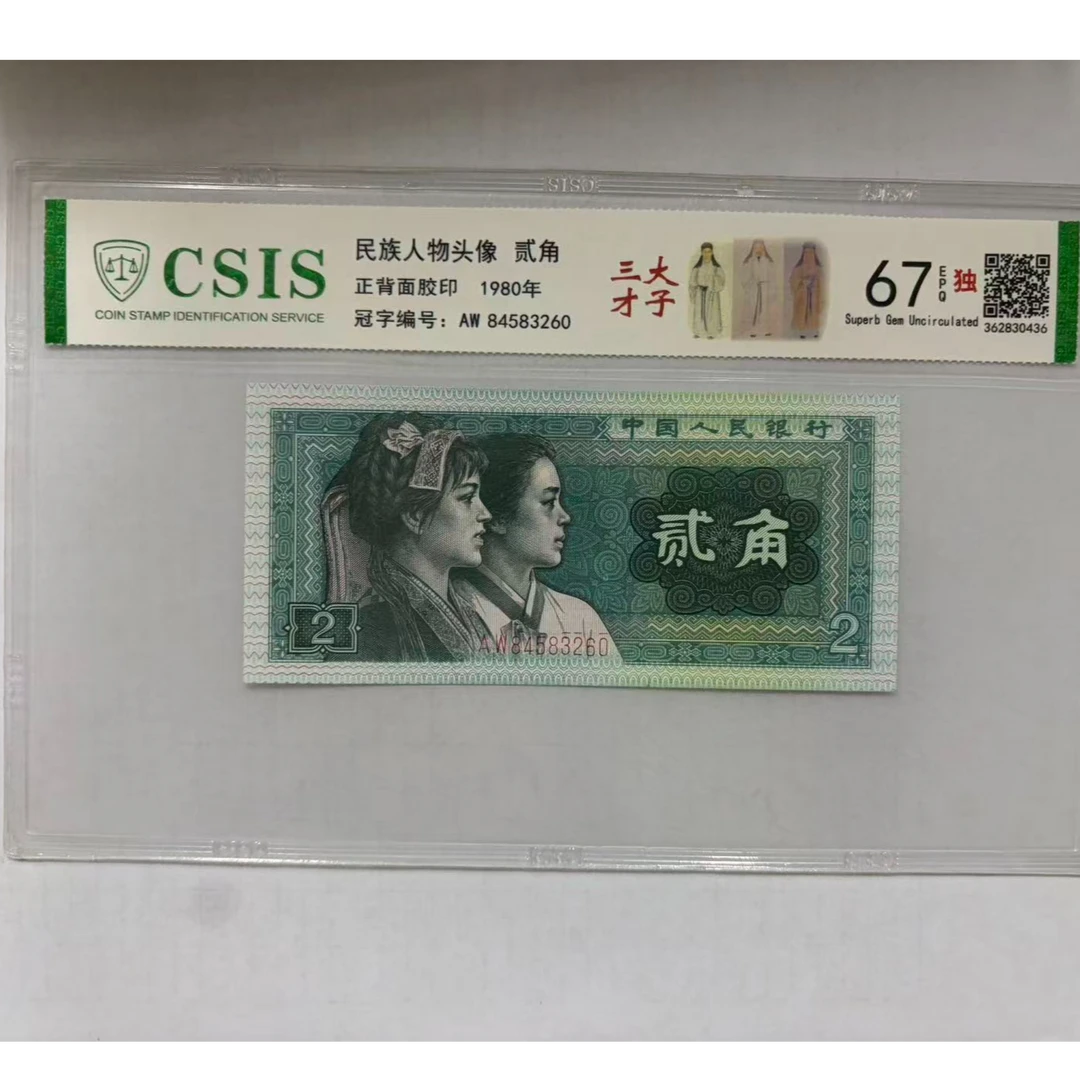 CSIS
CSIS
COIN STAMP IDENTIFICATION SERVICE
民族人物头像 贰角
正背面胶印 1980年
冠字编号：AW 84583260
三大
才子
67 EPQ 独
Superb Gem Uncirculated
362830436
中国人民银行
贰角
2
2
AW84583260